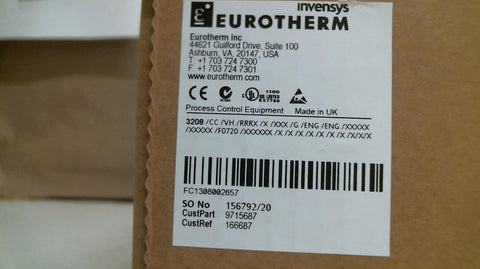 invensys
EUROTHERM
Eurotherm Inc
44621 Guilford Drive, Suite 100
Ashburn, VA, 20147, USA
T +1 703 724 7300
F +1 703 724 7301
www.eurotherm.com
Process Control Equipment Made in UK
3208 /CC /VH /RRRX /X /XXX /G /ENG /ENG /XXXXX
/XXXXX /F0720 /XXXXXX /X /X /X /X /X /X /X /X/X/X
FC1308002657
SO No 156792/20
CustPart 9715687
CustRef 166687